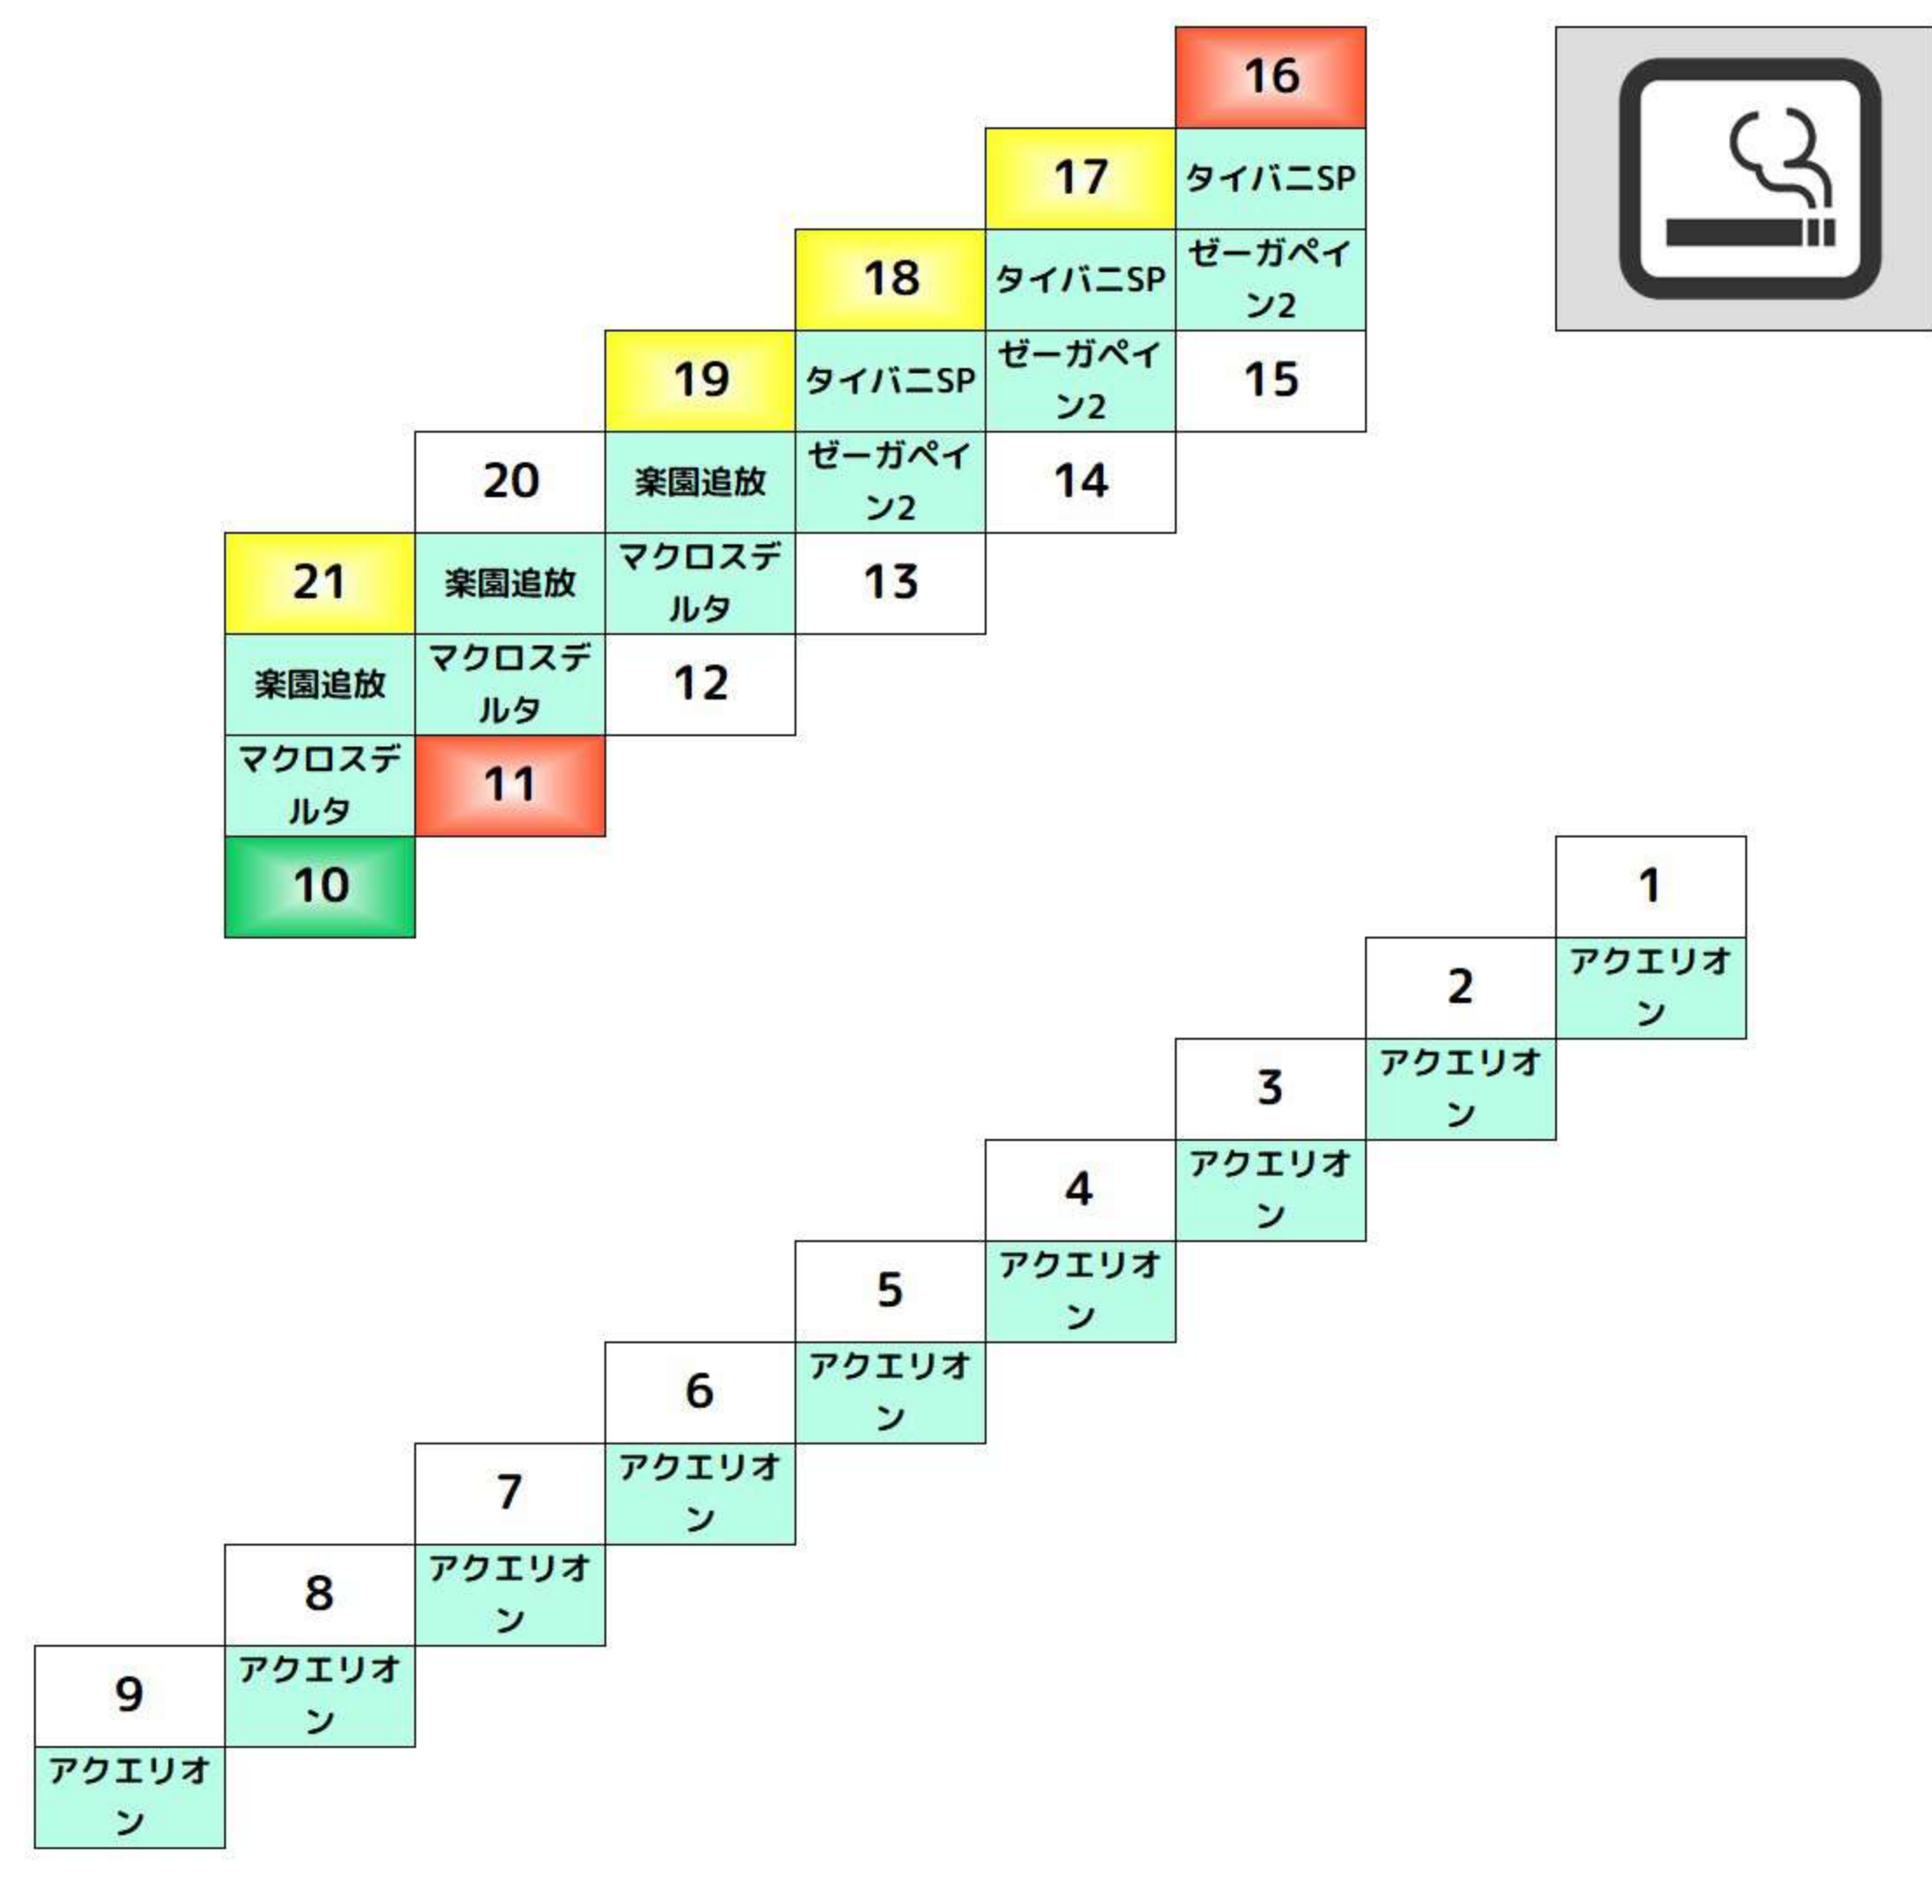 16
17
タイバニSP
18
タイバニSP
ゼーガペイ
ン2
19
タイバニSP
ゼーガペイ
ン2
15
20
楽園追放
ゼーガペイ
ン2
14
21
楽園追放
マクロスデ
ルタ
13
楽園追放
マクロスデ
ルタ
12
マクロスデ
ルタ
11
10
1
2
アクエリオ
ン
3
アクエリオ
ン
4
アクエリオ
ン
5
アクエリオ
ン
6
アクエリオ
ン
7
アクエリオ
ン
8
アクエリオ
ン
9
アクエリオ
ン
アクエリオ
ン